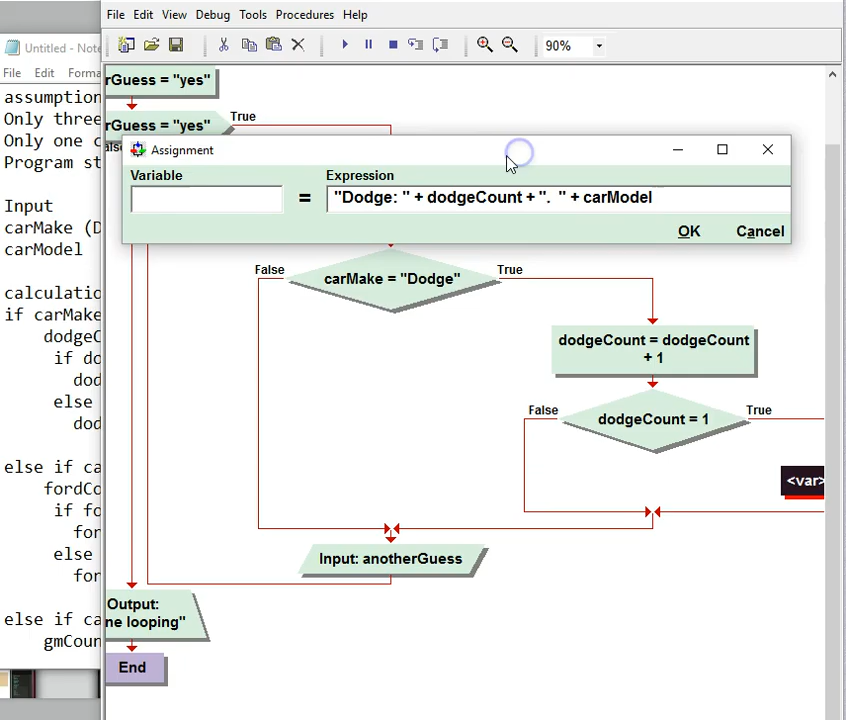 File Edit View Debug Tools Procedures Help
90%
Untitled - Note
File Edit Forma
assumption
Only three
Only one c
Program st
Input
carMake (D
carModel
calculatio
if carMake
dodgeC
if do
dod
else
dod
else if ca
fordCo
if fo
for
else
for
else if ca
gmCoun
rGuess = "yes"
rGuess = "yes"
True
Assignment
Variable
Expression
=
"Dodge: " + dodgeCount + ".  " + carModel
OK
Cancel
False
carMake = "Dodge"
True
dodgeCount = dodgeCount
+ 1
False
dodgeCount = 1
True
<var>
Input: anotherGuess
Output:
ne looping"
End